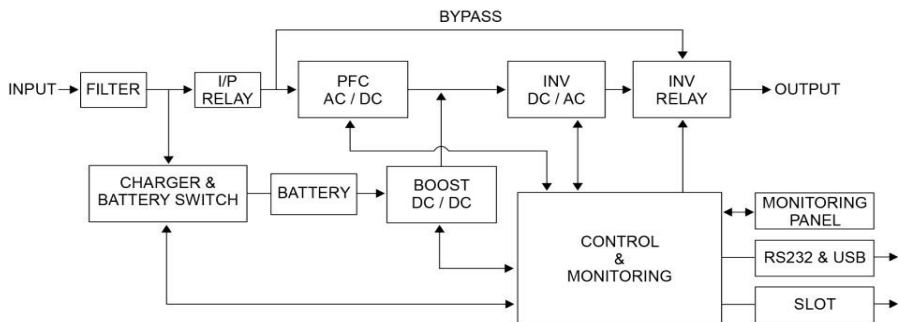 BYPASS
INPUT
FILTER
I/P
RELAY
PFC
AC / DC
INV
DC / AC
INV
RELAY
OUTPUT
CHARGER &
BATTERY SWITCH
BATTERY
BOOST
DC / DC
CONTROL
&
MONITORING
MONITORING
PANEL
RS232 & USB
SLOT